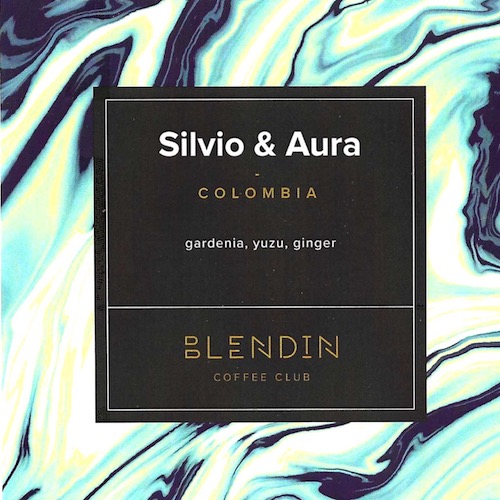 Silvio & Aura
-
COLOMBIA
gardenia, yuzu, ginger
BLENDIN
COFFEE CLUB